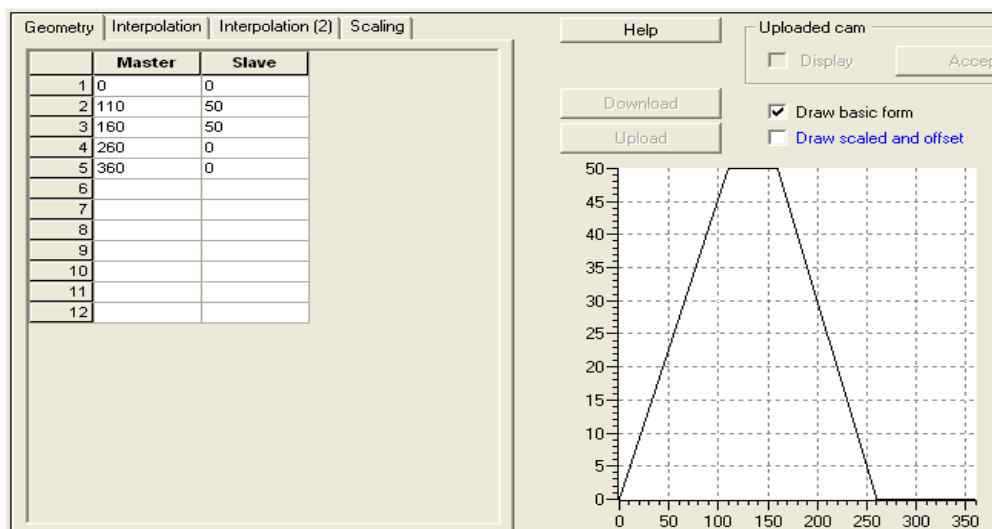 Geometry Interpolation Interpolation (2) Scaling
Master Slave
1 0 0
2 110 50
3 160 50
4 260 0
5 360 0
6
7
8
9
10
11
12
Help
Download
Upload
Uploaded cam
Display Accep
Draw basic form
Draw scaled and offset
50
45
40
35
30
25
20
15
10
5
0
0 50 100 150 200 250 300 350